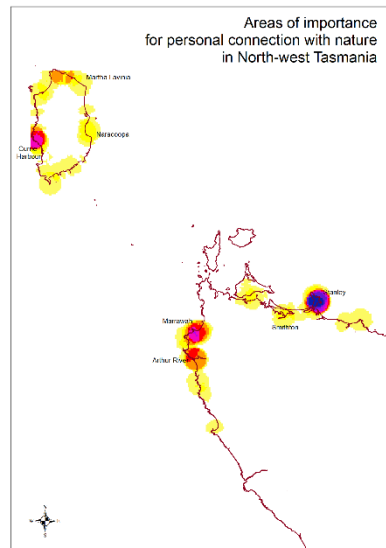 Areas of importance
for personal connection with nature
in North-west Tasmania
Martha Lavinia
Naracoopa
Currie
Harbour
Stanley
Marrawah
Smithton
Arthur River